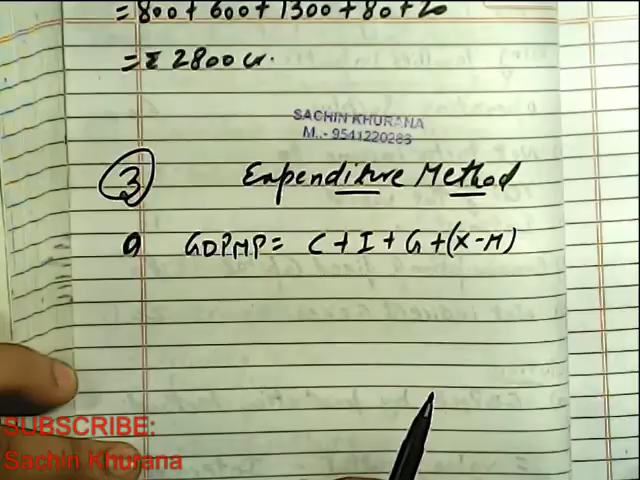 = 800 + 600 + 1300 + 80 + 20
= ₹ 2800 cr.
SACHIN KHURANA
M.- 9541220283
3 Expenditure Method
GDPMP = C + I + G + (X-M)
SUBSCRIBE:
Sachin Khurana